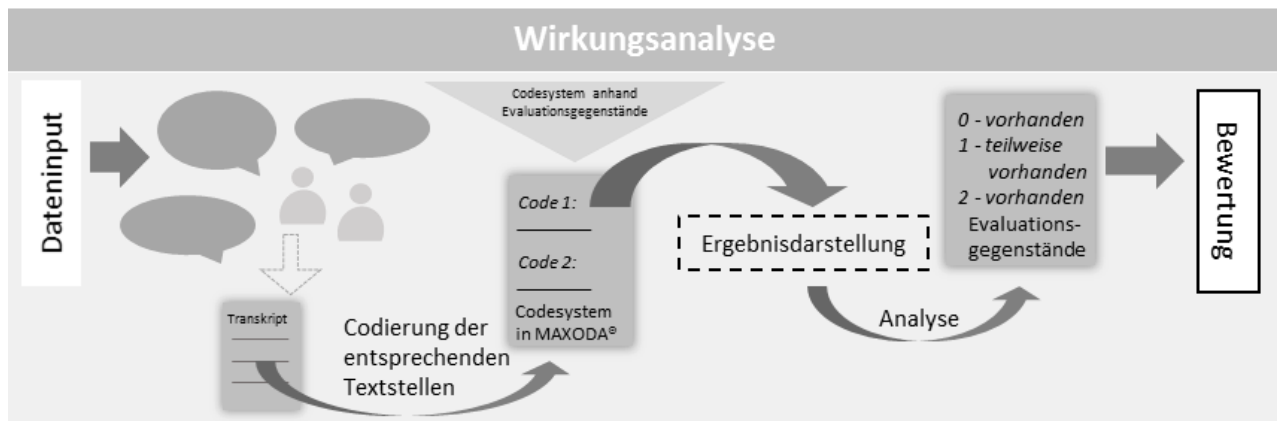 Wirkungsanalyse
Dateninput
Transkript
Codierung der
entsprechenden
Textstellen
Codesystem anhand
Evaluationsgegenstände
Code 1:
Code 2:
Codesystem
in MAXODA®
Ergebnisdarstellung
Analyse
0 - vorhanden
1 - teilweise
vorhanden
2 - vorhanden
Evaluations-
gegenstände
Bewertung